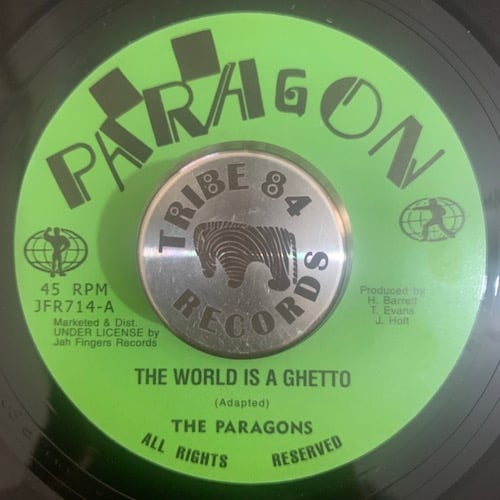 PARAGON
TRIBE 84
RECORDS
45 RPM
JFR714-A
Marketed & Dist.
UNDER LICENSE by
Jah Fingers Records
Produced by
H. Barrett
T. Evans
J. Holt
THE WORLD IS A GHETTO
(Adapted)
THE PARAGONS
ALL RIGHTS RESERVED